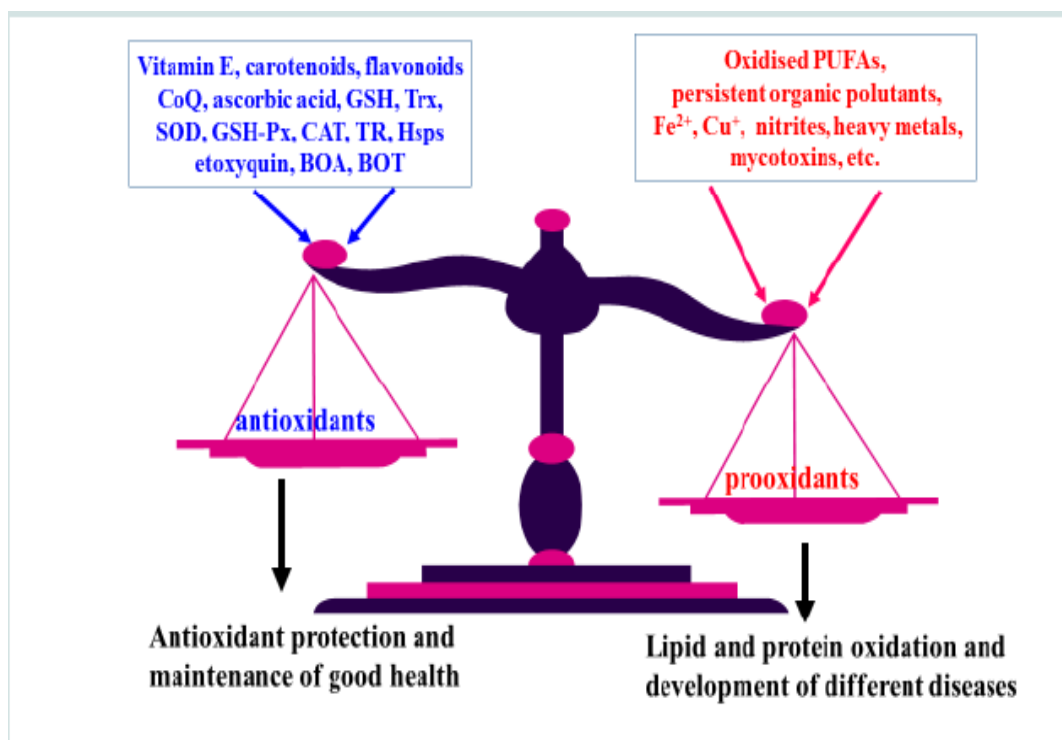 Vitamin E, carotenoids, flavonoids
CoQ, ascorbic acid, GSH, Trx,
SOD, GSH-Px, CAT, TR, Hsps
etoxyquin, BOA, BOT
Oxidised PUFAs,
persistent organic polutants,
Fe²⁺, Cu⁺, nitrites, heavy metals,
mycotoxins, etc.
antioxidants
prooxidants
Antioxidant protection and
maintenance of good health
Lipid and protein oxidation and
development of different diseases